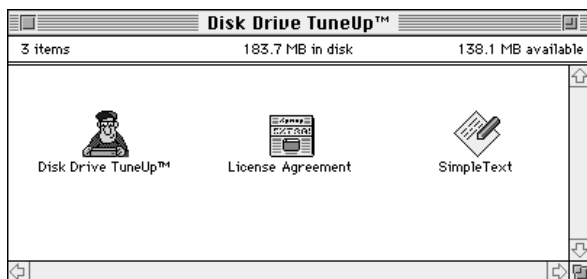 Disk Drive TuneUp™
3 items 183.7 MB in disk 138.1 MB available
EXTRA!
Disk Drive TuneUp™ License Agreement SimpleText